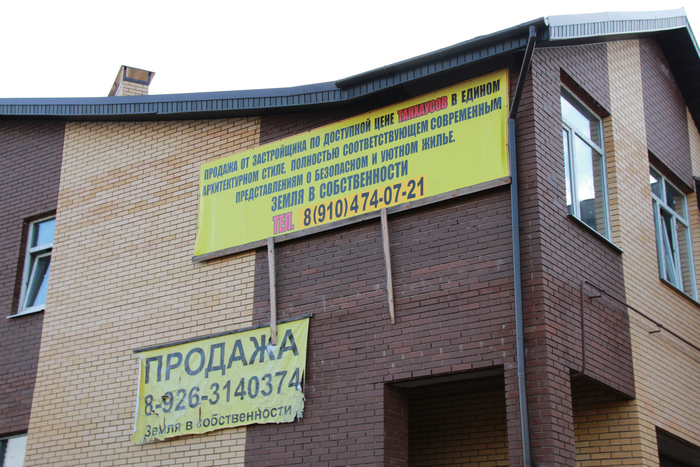 ПРОДАЖА ОТ ЗАСТРОЙЩИКА ПО ДОСТУПНОЙ ЦЕНЕ ТАНХАУСОВ В ЕДИНОМ
АРХИТЕКТУРНОМ СТИЛЕ, ПОЛНОСТЬЮ СООТВЕТСТВУЮЩЕМ СОВРЕМЕННЫМ
ПРЕДСТАВЛЕНИЯМ О БЕЗОПАСНОМ И УЮТНОМ ЖИЛЬЕ.
ЗЕМЛЯ В СОБСТВЕННОСТИ
ТЕЛ. 8(910)474-07-21
ПРОДАЖА
8-926-3140374
Земля в собственности